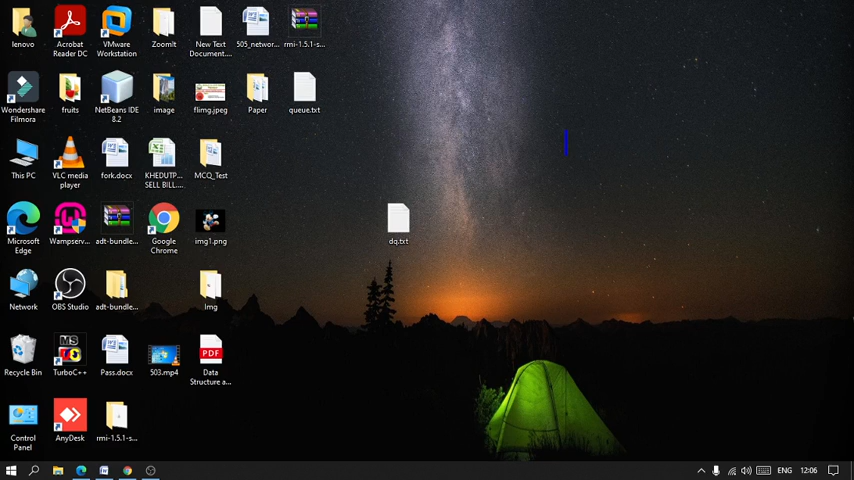 lenovo
Acrobat
Reader DC
VMware
Workstation
ZoomIt
New Text
Document....
505_networ...
rmi-1.5.1-s...
Wondershare
Filmora
fruits
NetBeans IDE
8.2
image
flimg.jpeg
Paper
queue.txt
This PC
VLC media
player
fork.docx
KHEDUTP...
SELL BILL....
MCQ_Test
Microsoft
Edge
Wampserv...
adt-bundle...
Google
Chrome
img1.png
dq.txt
Network
OBS Studio
adt-bundle...
Img
Recycle Bin
MS
TurboC++
Pass.docx
503.mp4
PDF
Data
Structure a...
Control
Panel
AnyDesk
rmi-1.5.1-s...
ENG
12:06